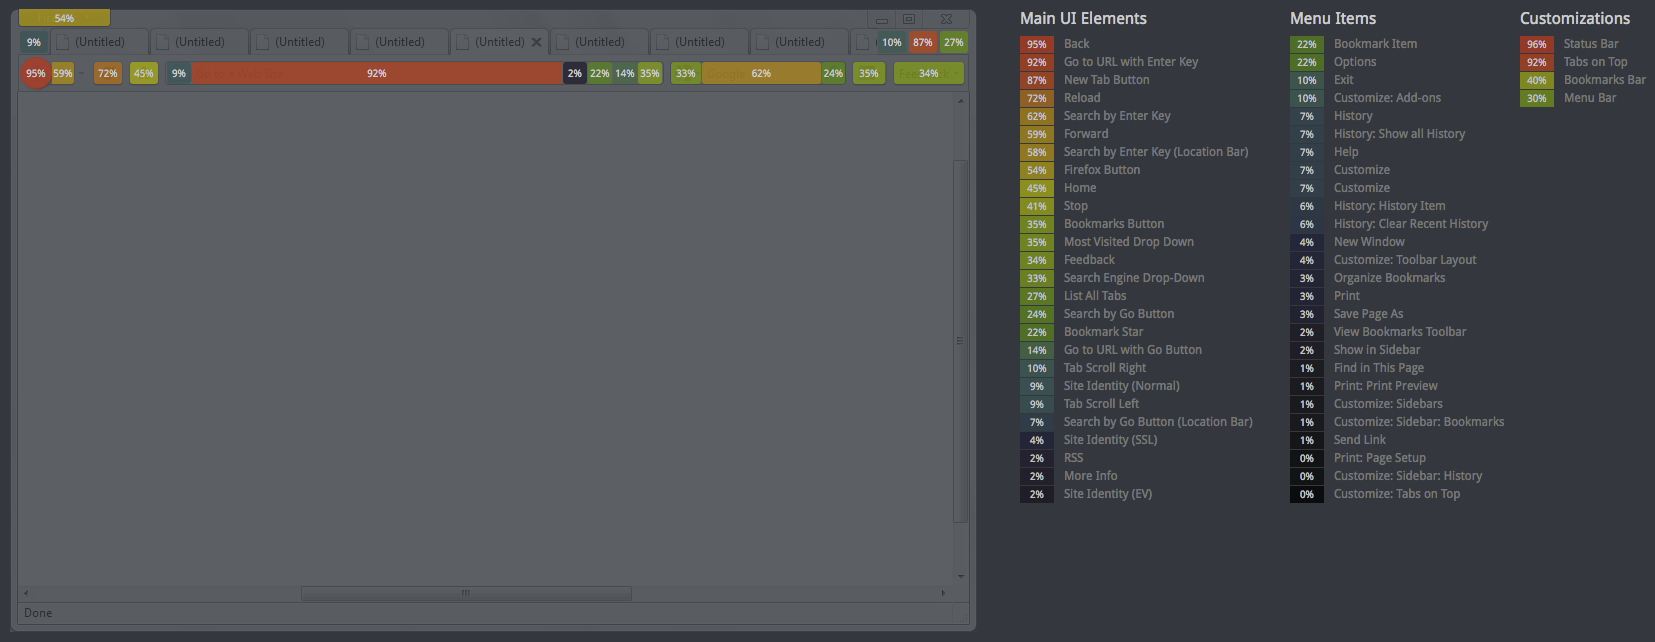 54%
9% (Untitled) (Untitled) (Untitled) (Untitled) (Untitled) (Untitled) (Untitled) (Untitled) 10% 87% 27%
95% 59% 72% 45% 9% 92% 2% 22% 14% 35% 33% 62% 24% 35% 34%
Done
Main UI Elements
95% Back
92% Go to URL with Enter Key
87% New Tab Button
72% Reload
62% Search by Enter Key
59% Forward
58% Search by Enter Key (Location Bar)
54% Firefox Button
45% Home
41% Stop
35% Bookmarks Button
35% Most Visited Drop Down
34% Feedback
33% Search Engine Drop-Down
27% List All Tabs
24% Search by Go Button
22% Bookmark Star
14% Go to URL with Go Button
10% Tab Scroll Right
9% Site Identity (Normal)
9% Tab Scroll Left
7% Search by Go Button (Location Bar)
4% Site Identity (SSL)
2% RSS
2% More Info
2% Site Identity (EV)
Menu Items
22% Bookmark Item
22% Options
10% Exit
10% Customize: Add-ons
7% History
7% History: Show all History
7% Help
7% Customize
7% Customize
6% History: History Item
6% History: Clear Recent History
4% New Window
4% Customize: Toolbar Layout
3% Organize Bookmarks
3% Print
3% Save Page As
2% View Bookmarks Toolbar
2% Show in Sidebar
1% Find in This Page
1% Print: Print Preview
1% Customize: Sidebars
1% Customize: Sidebar: Bookmarks
1% Send Link
0% Print: Page Setup
0% Customize: Sidebar: History
0% Customize: Tabs on Top
Customizations
96% Status Bar
92% Tabs on Top
40% Bookmarks Bar
30% Menu Bar